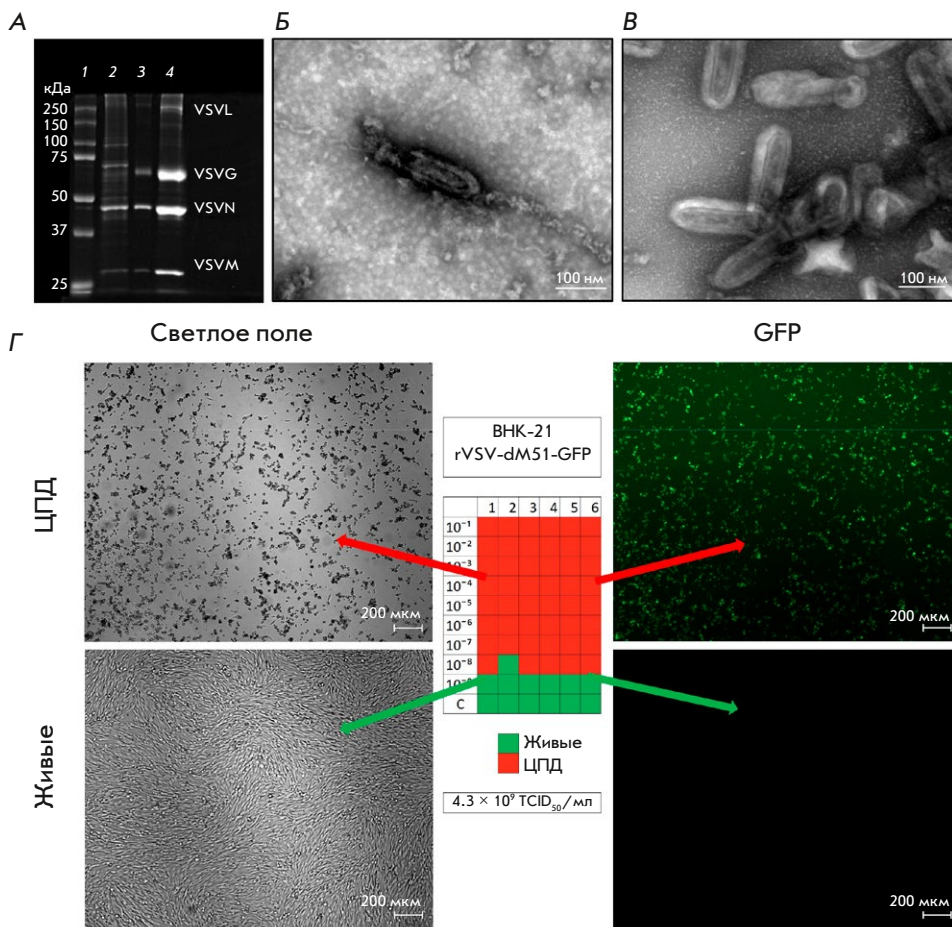 А
Б
В
1 2 3 4
кДа
250
150
100
75
50
37
25
VSVL
VSVG
VSVN
VSVM
100 нм
100 нм
Г
Светлое поле
GFP
ЦПД
Живые
BHK-21
rVSV-dM51-GFP
1 2 3 4 5 6
10⁻¹
10⁻²
10⁻³
10⁻⁴
10⁻⁵
10⁻⁶
10⁻⁷
10⁻⁸
C
Живые
ЦПД
4.3 × 10⁹ TCID₅₀/мл
200 мкм
200 мкм
200 мкм
200 мкм